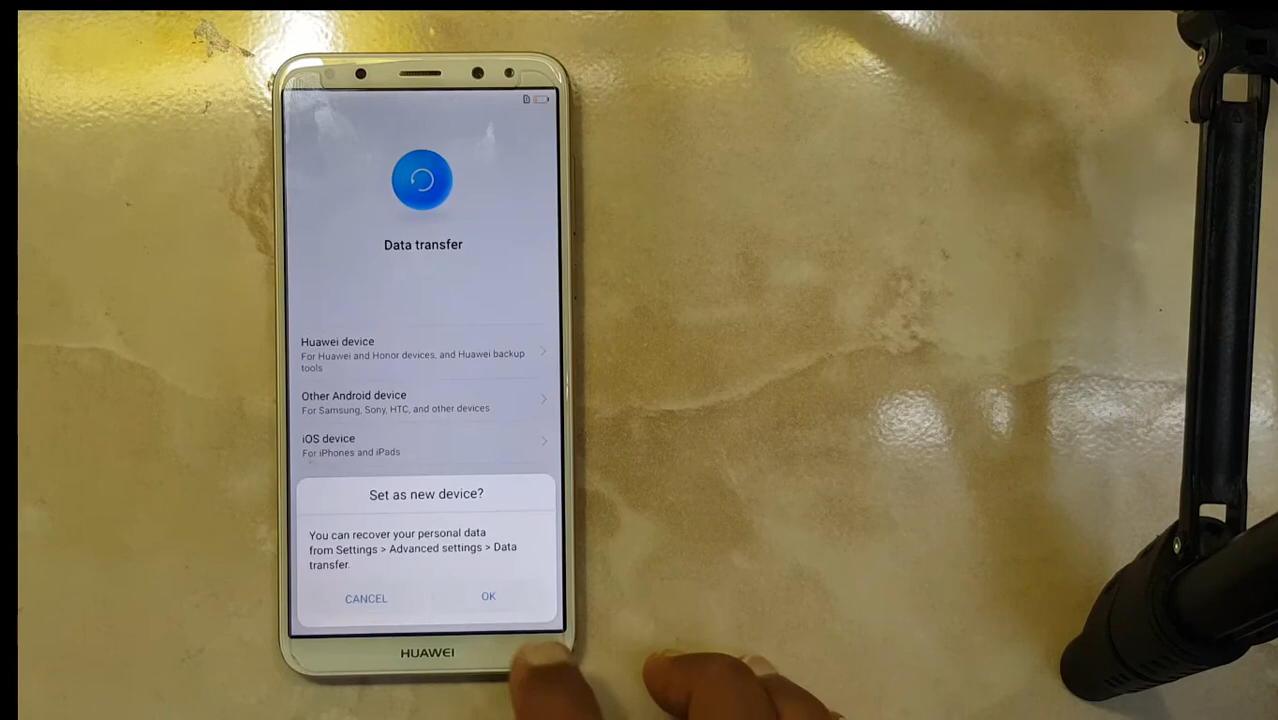 Data transfer
Huawei device
For Huawei and Honor devices, and Huawei backup
tools
Other Android device
For Samsung, Sony, HTC, and other devices
iOS device
For iPhones and iPads
Set as new device?
You can recover your personal data
from Settings > Advanced settings > Data
transfer.
CANCEL
OK
HUAWEI